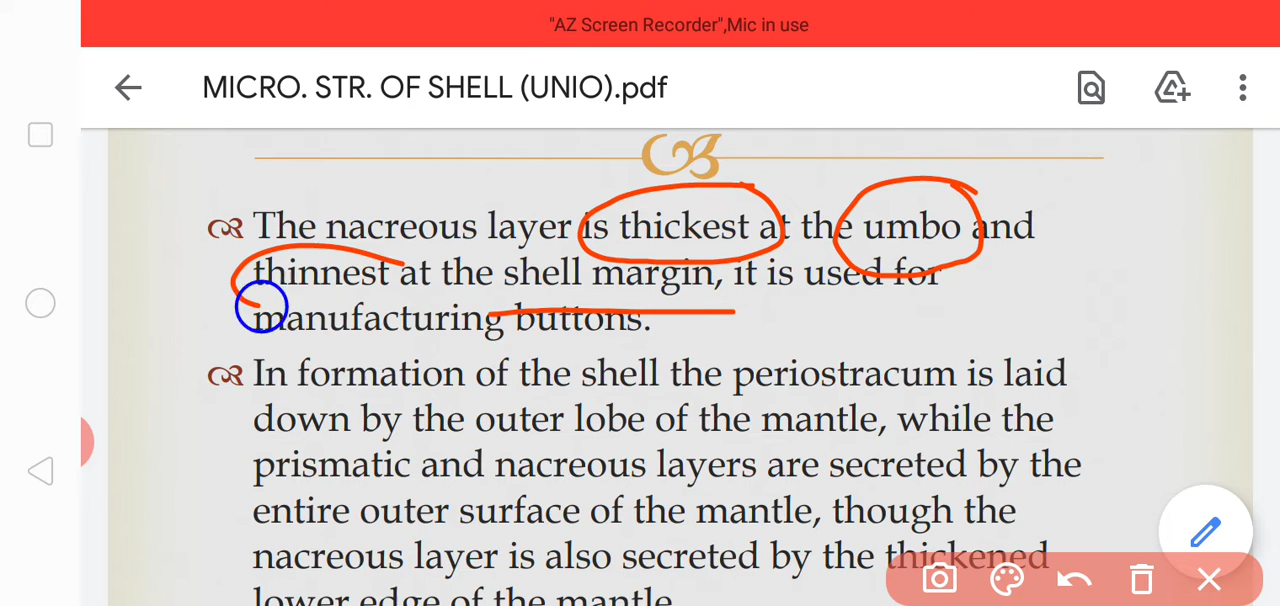 "AZ Screen Recorder",Mic in use
MICRO. STR. OF SHELL (UNIO).pdf
The nacreous layer is thickest at the umbo and
thinnest at the shell margin, it is used for
manufacturing buttons.
In formation of the shell the periostracum is laid
down by the outer lobe of the mantle, while the
prismatic and nacreous layers are secreted by the
entire outer surface of the mantle, though the
nacreous layer is also secreted by the thickened
lower edge of the mantle.